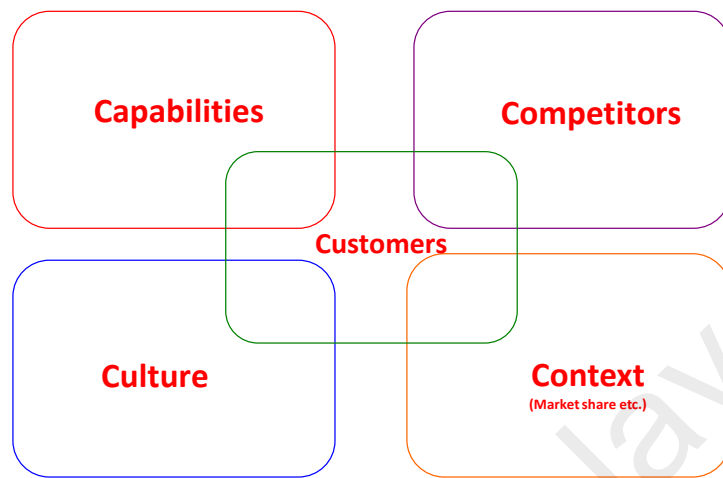 Capabilities
Competitors
Customers
Culture
Context
(Market share etc.)